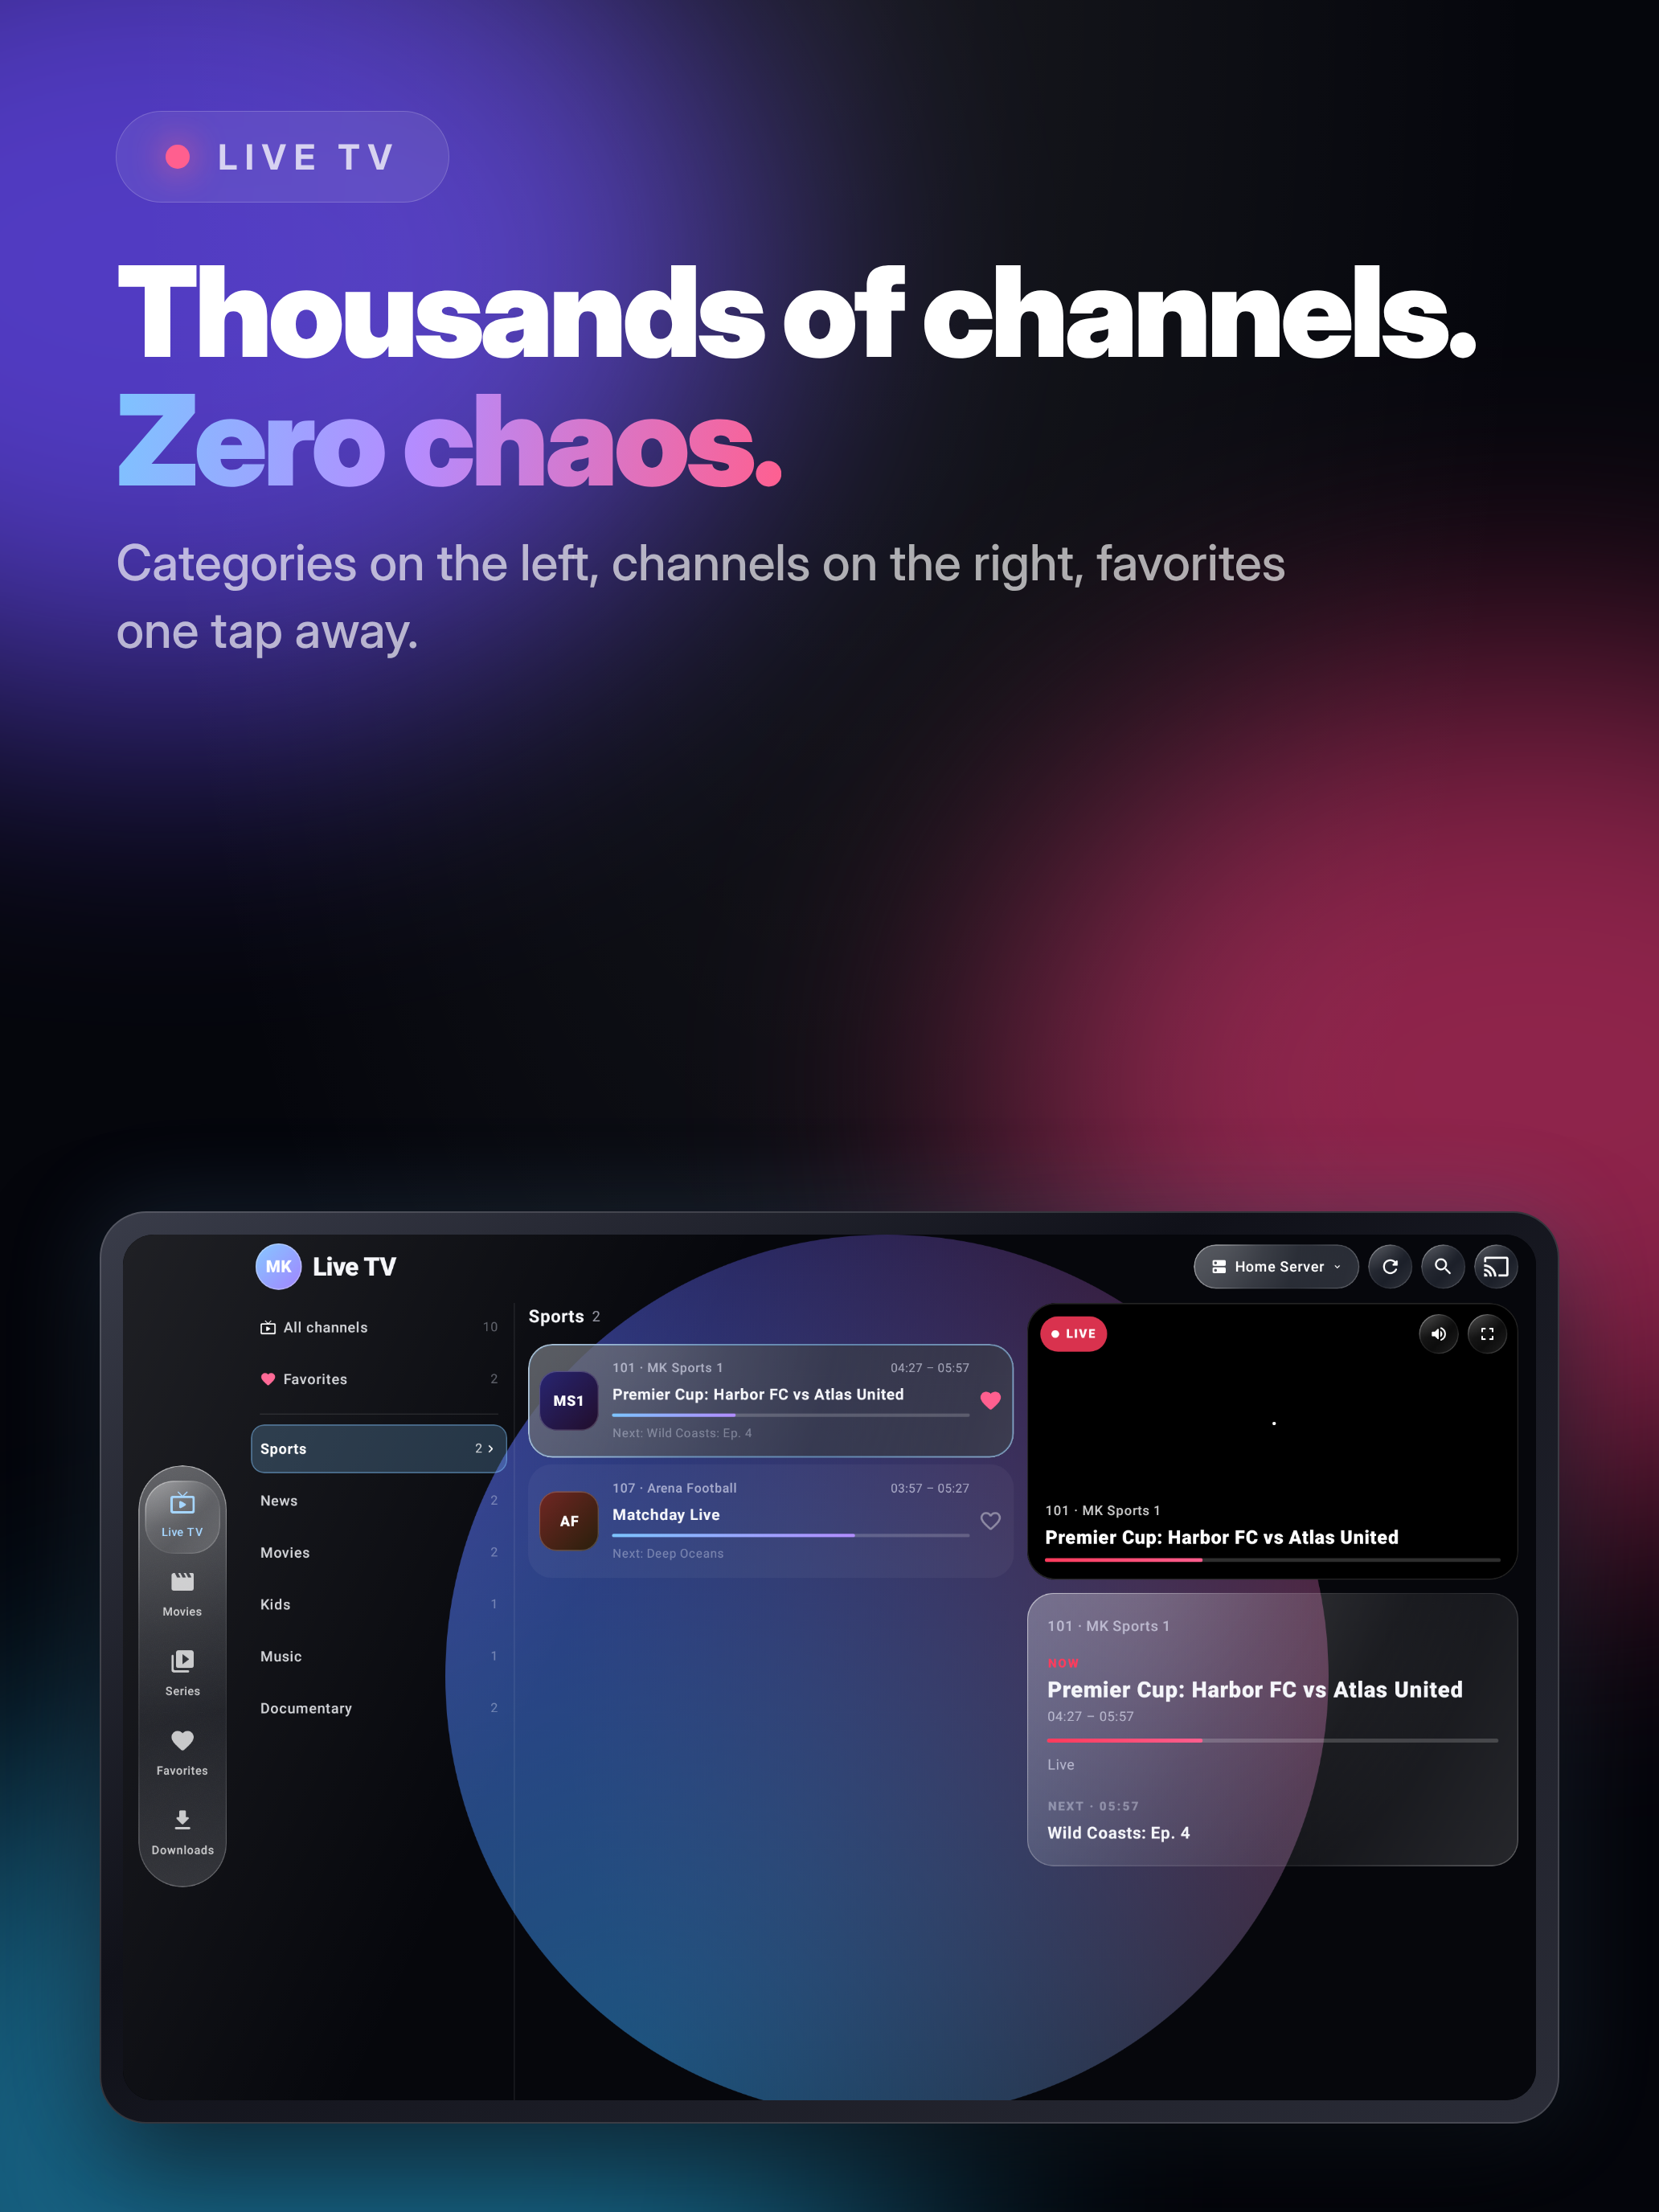 LIVE TV
Thousands of channels.
Zero chaos.
Categories on the left, channels on the right, favorites
one tap away.
MK Live TV
Home Server
All channels 10
Favorites 2
Sports 2
News 2
Movies 2
Kids 1
Music 1
Documentary 2
Live TV
Movies
Series
Favorites
Downloads
Sports 2
MS1
101 · MK Sports 1 04:27 – 05:57
Premier Cup: Harbor FC vs Atlas United
Next: Wild Coasts: Ep. 4
AF
107 · Arena Football 03:57 – 05:27
Matchday Live
Next: Deep Oceans
LIVE
101 · MK Sports 1
Premier Cup: Harbor FC vs Atlas United
101 · MK Sports 1
NOW
Premier Cup: Harbor FC vs Atlas United
04:27 – 05:57
Live
NEXT · 05:57
Wild Coasts: Ep. 4